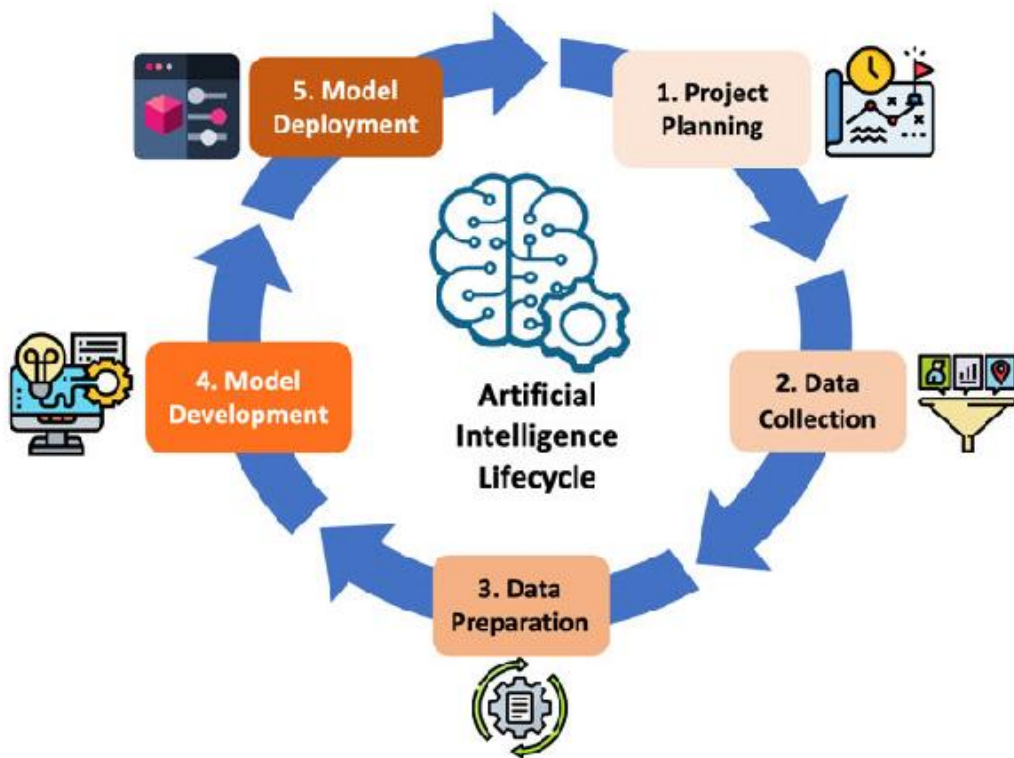 5. Model
Deployment
1. Project
Planning
4. Model
Development
Artificial
Intelligence
Lifecycle
2. Data
Collection
3. Data
Preparation